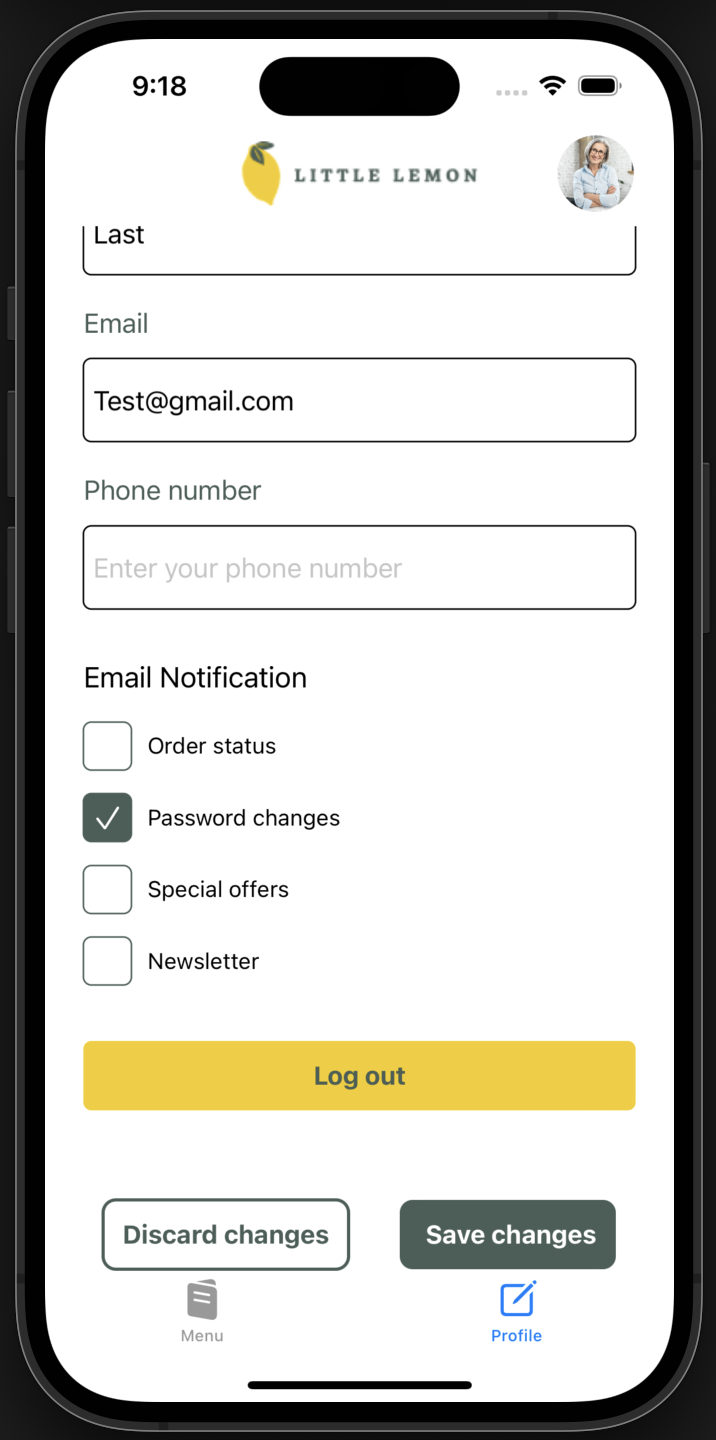 9:18
LITTLE LEMON
Last
Email
Test@gmail.com
Phone number
Enter your phone number
Email Notification
Order status
Password changes
Special offers
Newsletter
Log out
Discard changes
Save changes
Menu
Profile